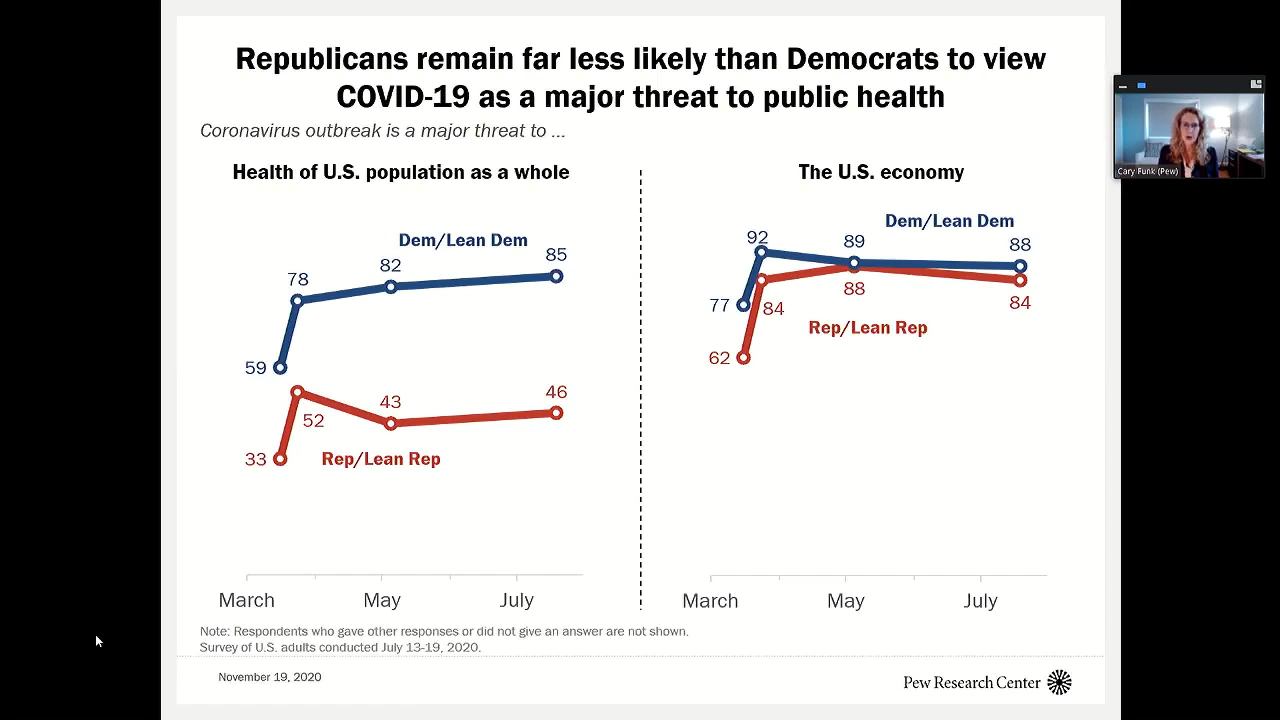 Republicans remain far less likely than Democrats to view
COVID-19 as a major threat to public health
Coronavirus outbreak is a major threat to ...
Health of U.S. population as a whole
Dem/Lean Dem
59
78
82
85
33
52
43
46
Rep/Lean Rep
March
May
July
The U.S. economy
Dem/Lean Dem
77
92
89
88
62
84
88
84
Rep/Lean Rep
March
May
July
Note: Respondents who gave other responses or did not give an answer are not shown.
Survey of U.S. adults conducted July 13-19, 2020.
November 19, 2020
Pew Research Center
Cary Funk (Pew)